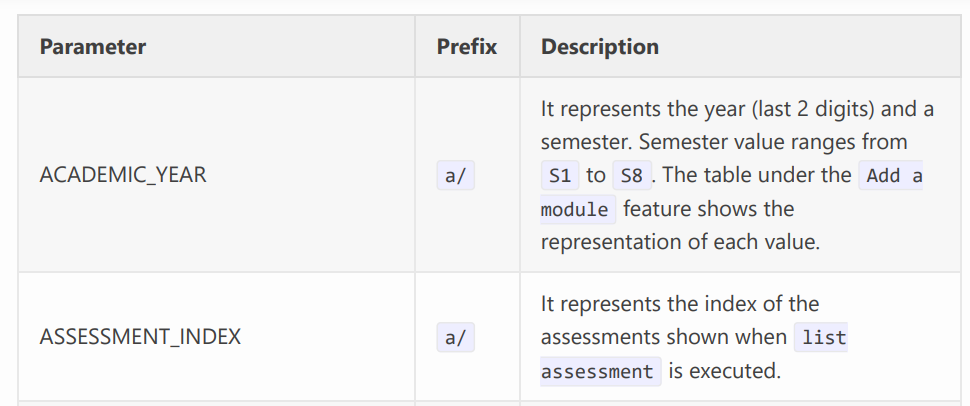 Parameter Prefix Description
It represents the year (last 2 digits) and a
semester. Semester value ranges from
ACADEMIC_YEAR a/ S1 to S8 . The table under the Add a
module feature shows the
representation of each value.
It represents the index of the
ASSESSMENT_INDEX a/ assessments shown when list
assessment is executed.